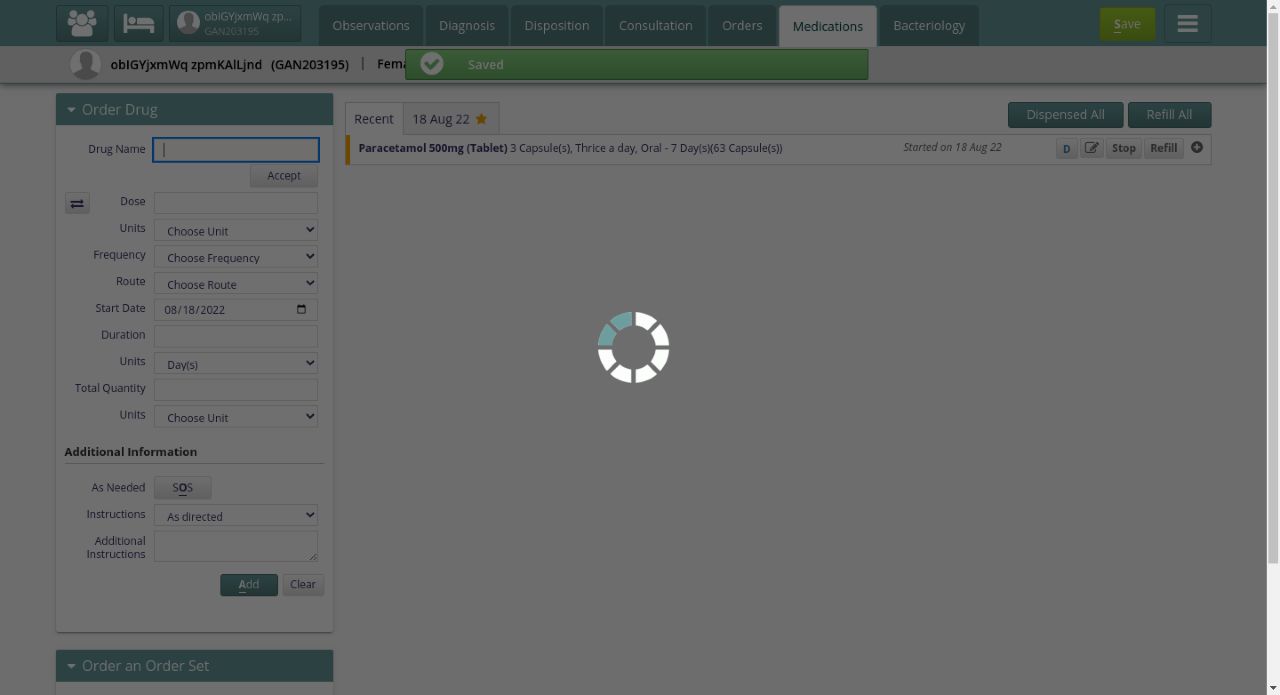 obIGYjxmWq zp...
GAN203195
Observations
Diagnosis
Disposition
Consultation
Orders
Medications
Bacteriology
Save
obIGYjxmWq zpmKAlLjnd (GAN203195) | Fema
Saved
Order Drug
Drug Name
Accept
Dose
Units Choose Unit
Frequency Choose Frequency
Route Choose Route
Start Date 08/18/2022
Duration
Units Day(s)
Total Quantity
Units Choose Unit
Additional Information
As Needed SOS
Instructions As directed
Additional
Instructions
Add Clear
Order an Order Set
Recent 18 Aug 22
Dispensed All Refill All
Paracetamol 500mg (Tablet) 3 Capsule(s), Thrice a day, Oral - 7 Day(s)(63 Capsule(s)) Started on 18 Aug 22 D Stop Refill